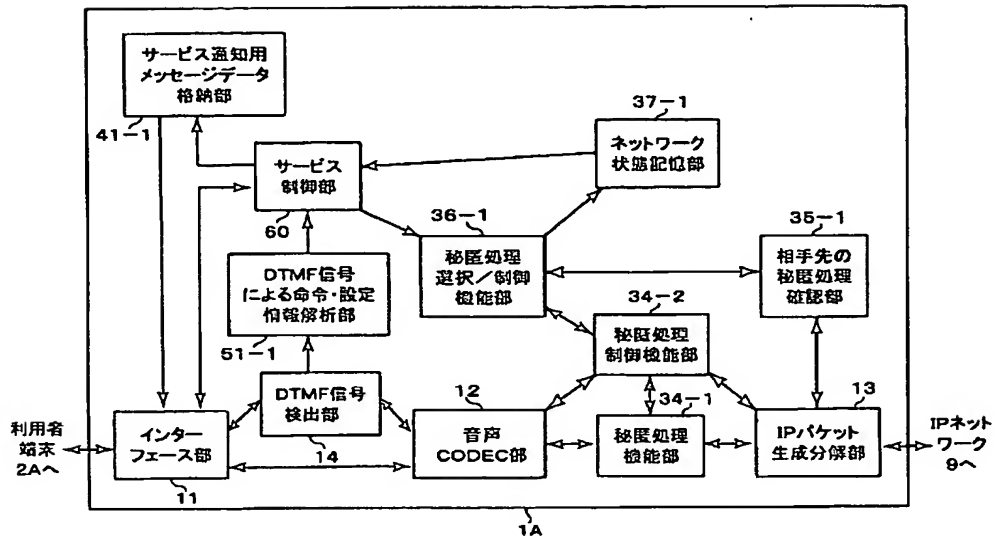 サービス通知用
メッセージデータ
格納部
41-1
サービス
制御部
60
37-1
ネットワーク
状態記憶部
36-1
秘匿処理
選択/制御
機能部
35-1
相手先の
秘匿処理
確認部
DTMF信号
による命令・設定
情報解析部
51-1
34-2
秘匿処理
制御機能部
DTMF信号
検出部
14
12
音声
CODEC部
34-1
秘匿処理
機能部
13
IPパケット
生成分解部
利用者
端末
2Aへ
インター
フェース部
11
IPネット
ワーク
9へ
1A